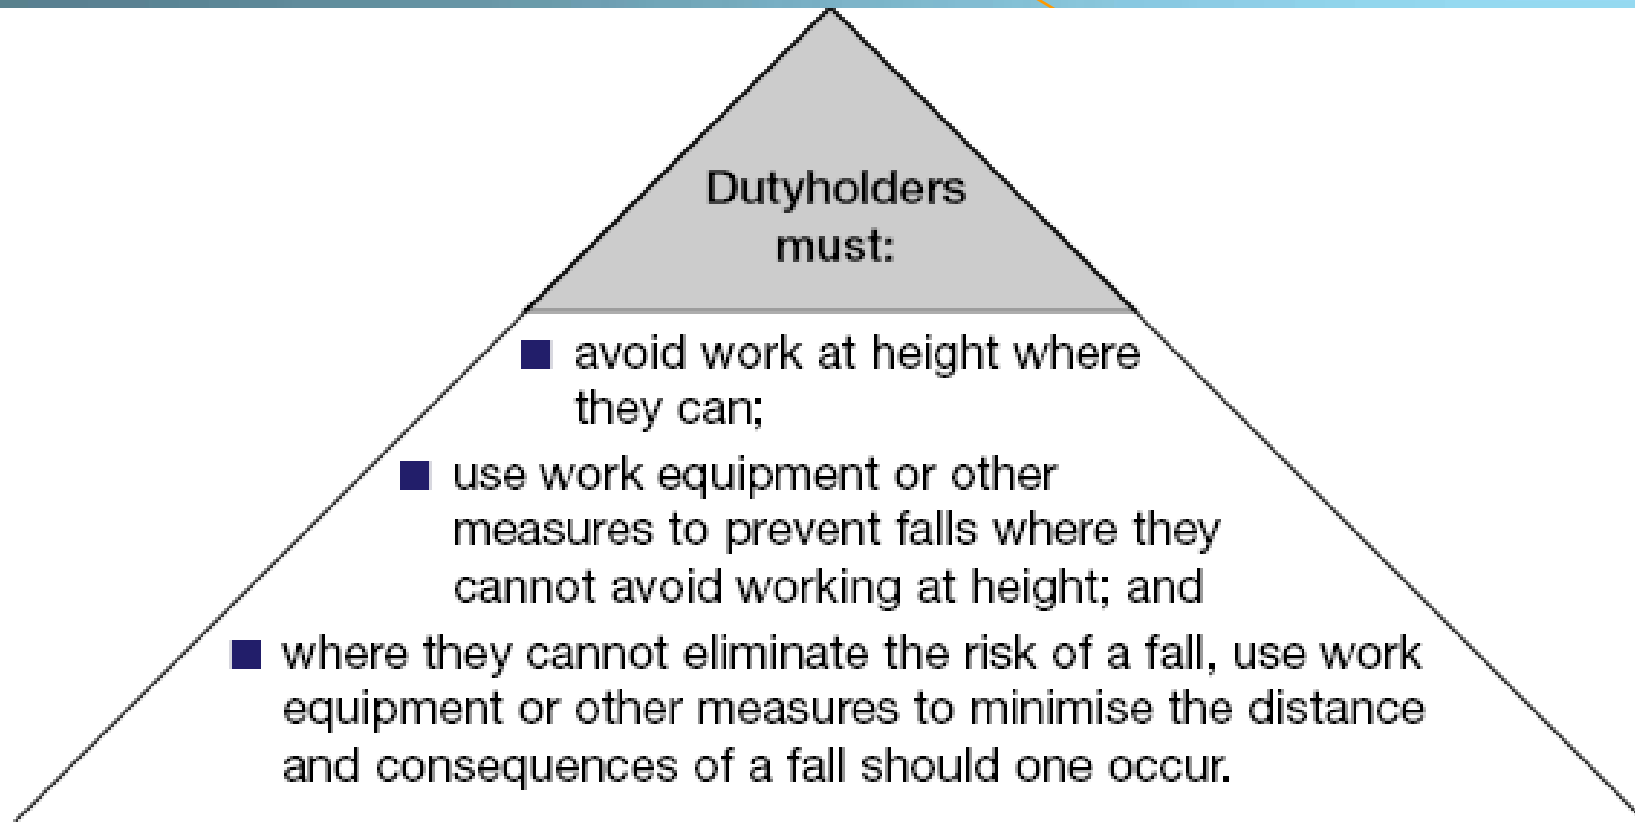 Dutyholders
must:
■ avoid work at height where
they can;
■ use work equipment or other
measures to prevent falls where they
cannot avoid working at height; and
■ where they cannot eliminate the risk of a fall, use work
equipment or other measures to minimise the distance
and consequences of a fall should one occur.